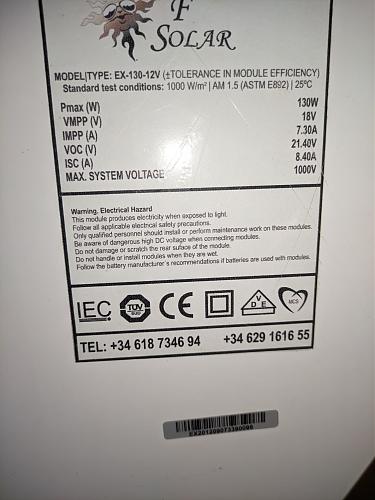 F
SOLAR
MODEL|TYPE: EX-130-12V (±TOLERANCE IN MODULE EFFICIENCY)
Standard test conditions: 1000 W/m² | AM 1.5 (ASTM E892) | 25°C
Pmax (W) 130W
VMPP (V) 18V
IMPP (A) 7.30A
VOC (V) 21.40V
ISC (A) 8.40A
MAX. SYSTEM VOLTAGE 1000V
Warning, Electrical Hazard
This module produces electricity when exposed to light.
Follow all applicable electrical safety precautions.
Only qualified personnel should install or perform maintenance work on these modules.
Be aware of dangerous high DC voltage when connecting modules.
Do not damage or scratch the rear suface of the module.
Do not handle or install modules when they are wet.
Follow the battery manufaturer´s recommendations if batteries are used with modules.
IEC TÜV CE VDE MCS
TEL: +34 618 7346 94 +34 629 1616 55